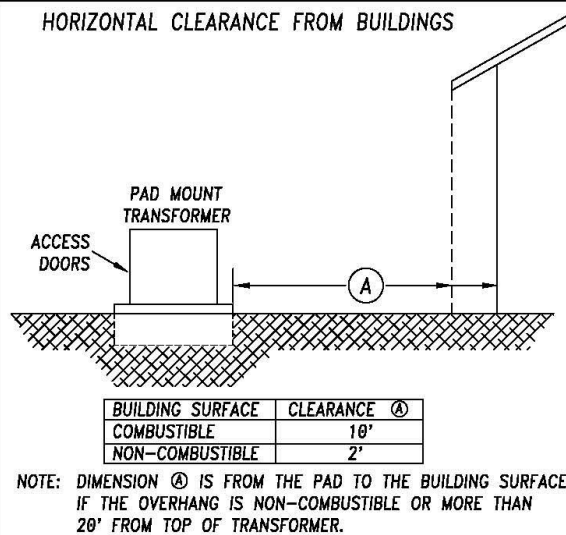 HORIZONTAL CLEARANCE FROM BUILDINGS
PAD MOUNT
TRANSFORMER
ACCESS
DOORS
A
BUILDING SURFACE CLEARANCE Ⓐ
COMBUSTIBLE 10'
NON-COMBUSTIBLE 2'
NOTE: DIMENSION Ⓐ IS FROM THE PAD TO THE BUILDING SURFACE
IF THE OVERHANG IS NON-COMBUSTIBLE OR MORE THAN
20' FROM TOP OF TRANSFORMER.